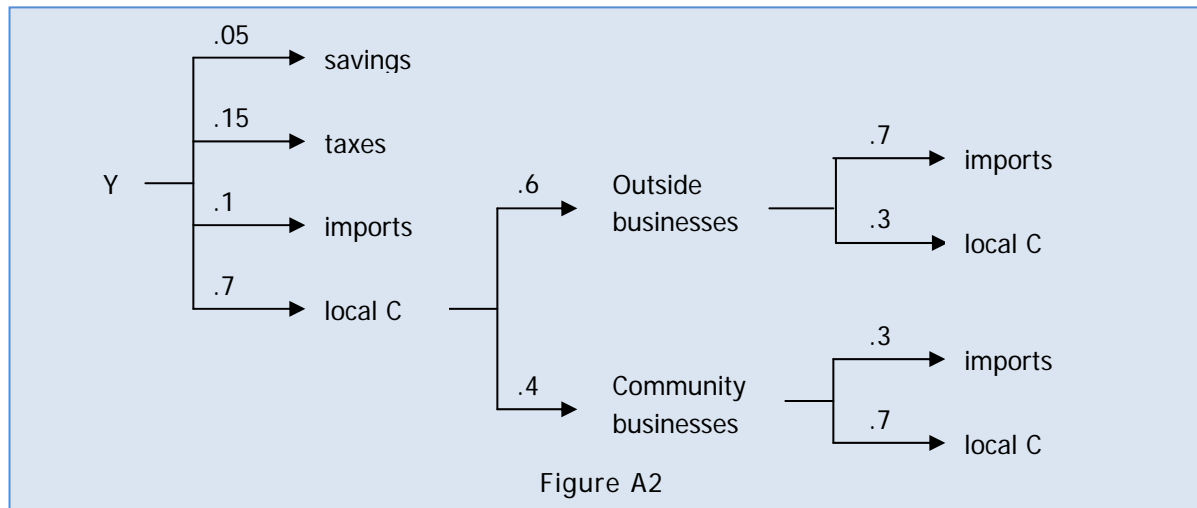 .05
savings
.15
taxes
Y
.1
imports
.7
local C
.6
Outside
businesses
.4
Community
businesses
.7
imports
.3
local C
.3
imports
.7
local C
Figure A2